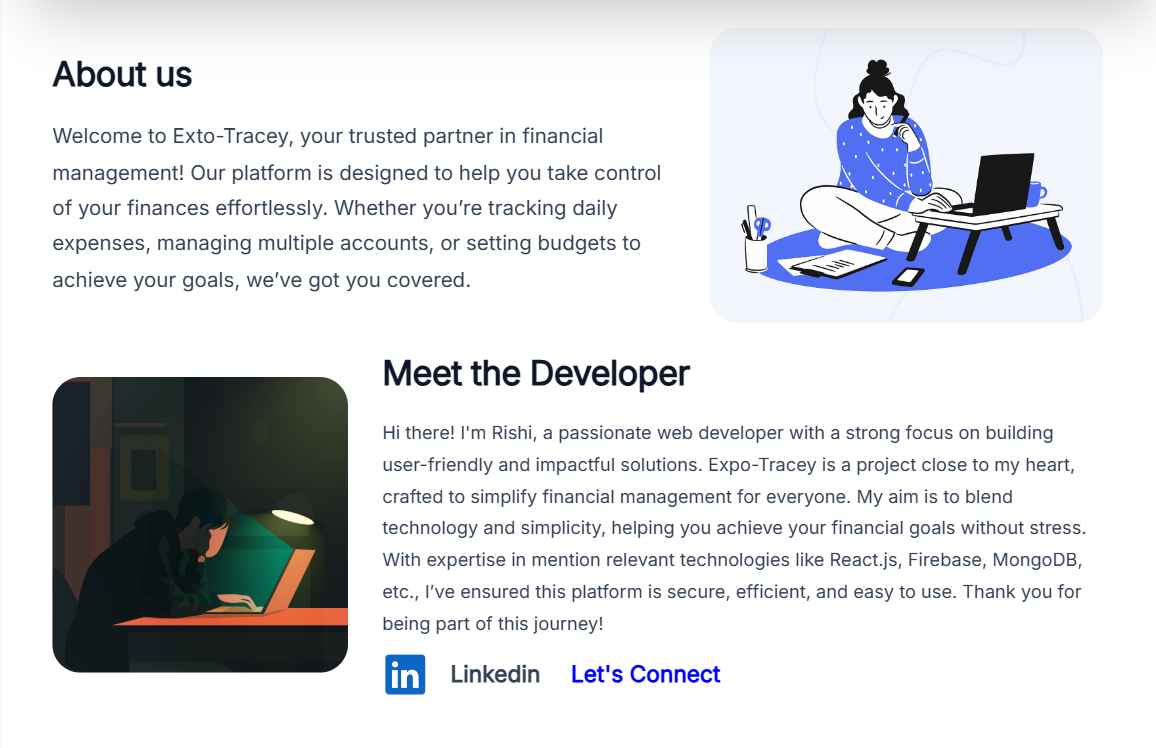 About us
Welcome to Exto-Tracey, your trusted partner in financial
management! Our platform is designed to help you take control
of your finances effortlessly. Whether you’re tracking daily
expenses, managing multiple accounts, or setting budgets to
achieve your goals, we’ve got you covered.
Meet the Developer
Hi there! I'm Rishi, a passionate web developer with a strong focus on building
user-friendly and impactful solutions. Expo-Tracey is a project close to my heart,
crafted to simplify financial management for everyone. My aim is to blend
technology and simplicity, helping you achieve your financial goals without stress.
With expertise in mention relevant technologies like React.js, Firebase, MongoDB,
etc., I’ve ensured this platform is secure, efficient, and easy to use. Thank you for
being part of this journey!
in Linkedin Let's Connect